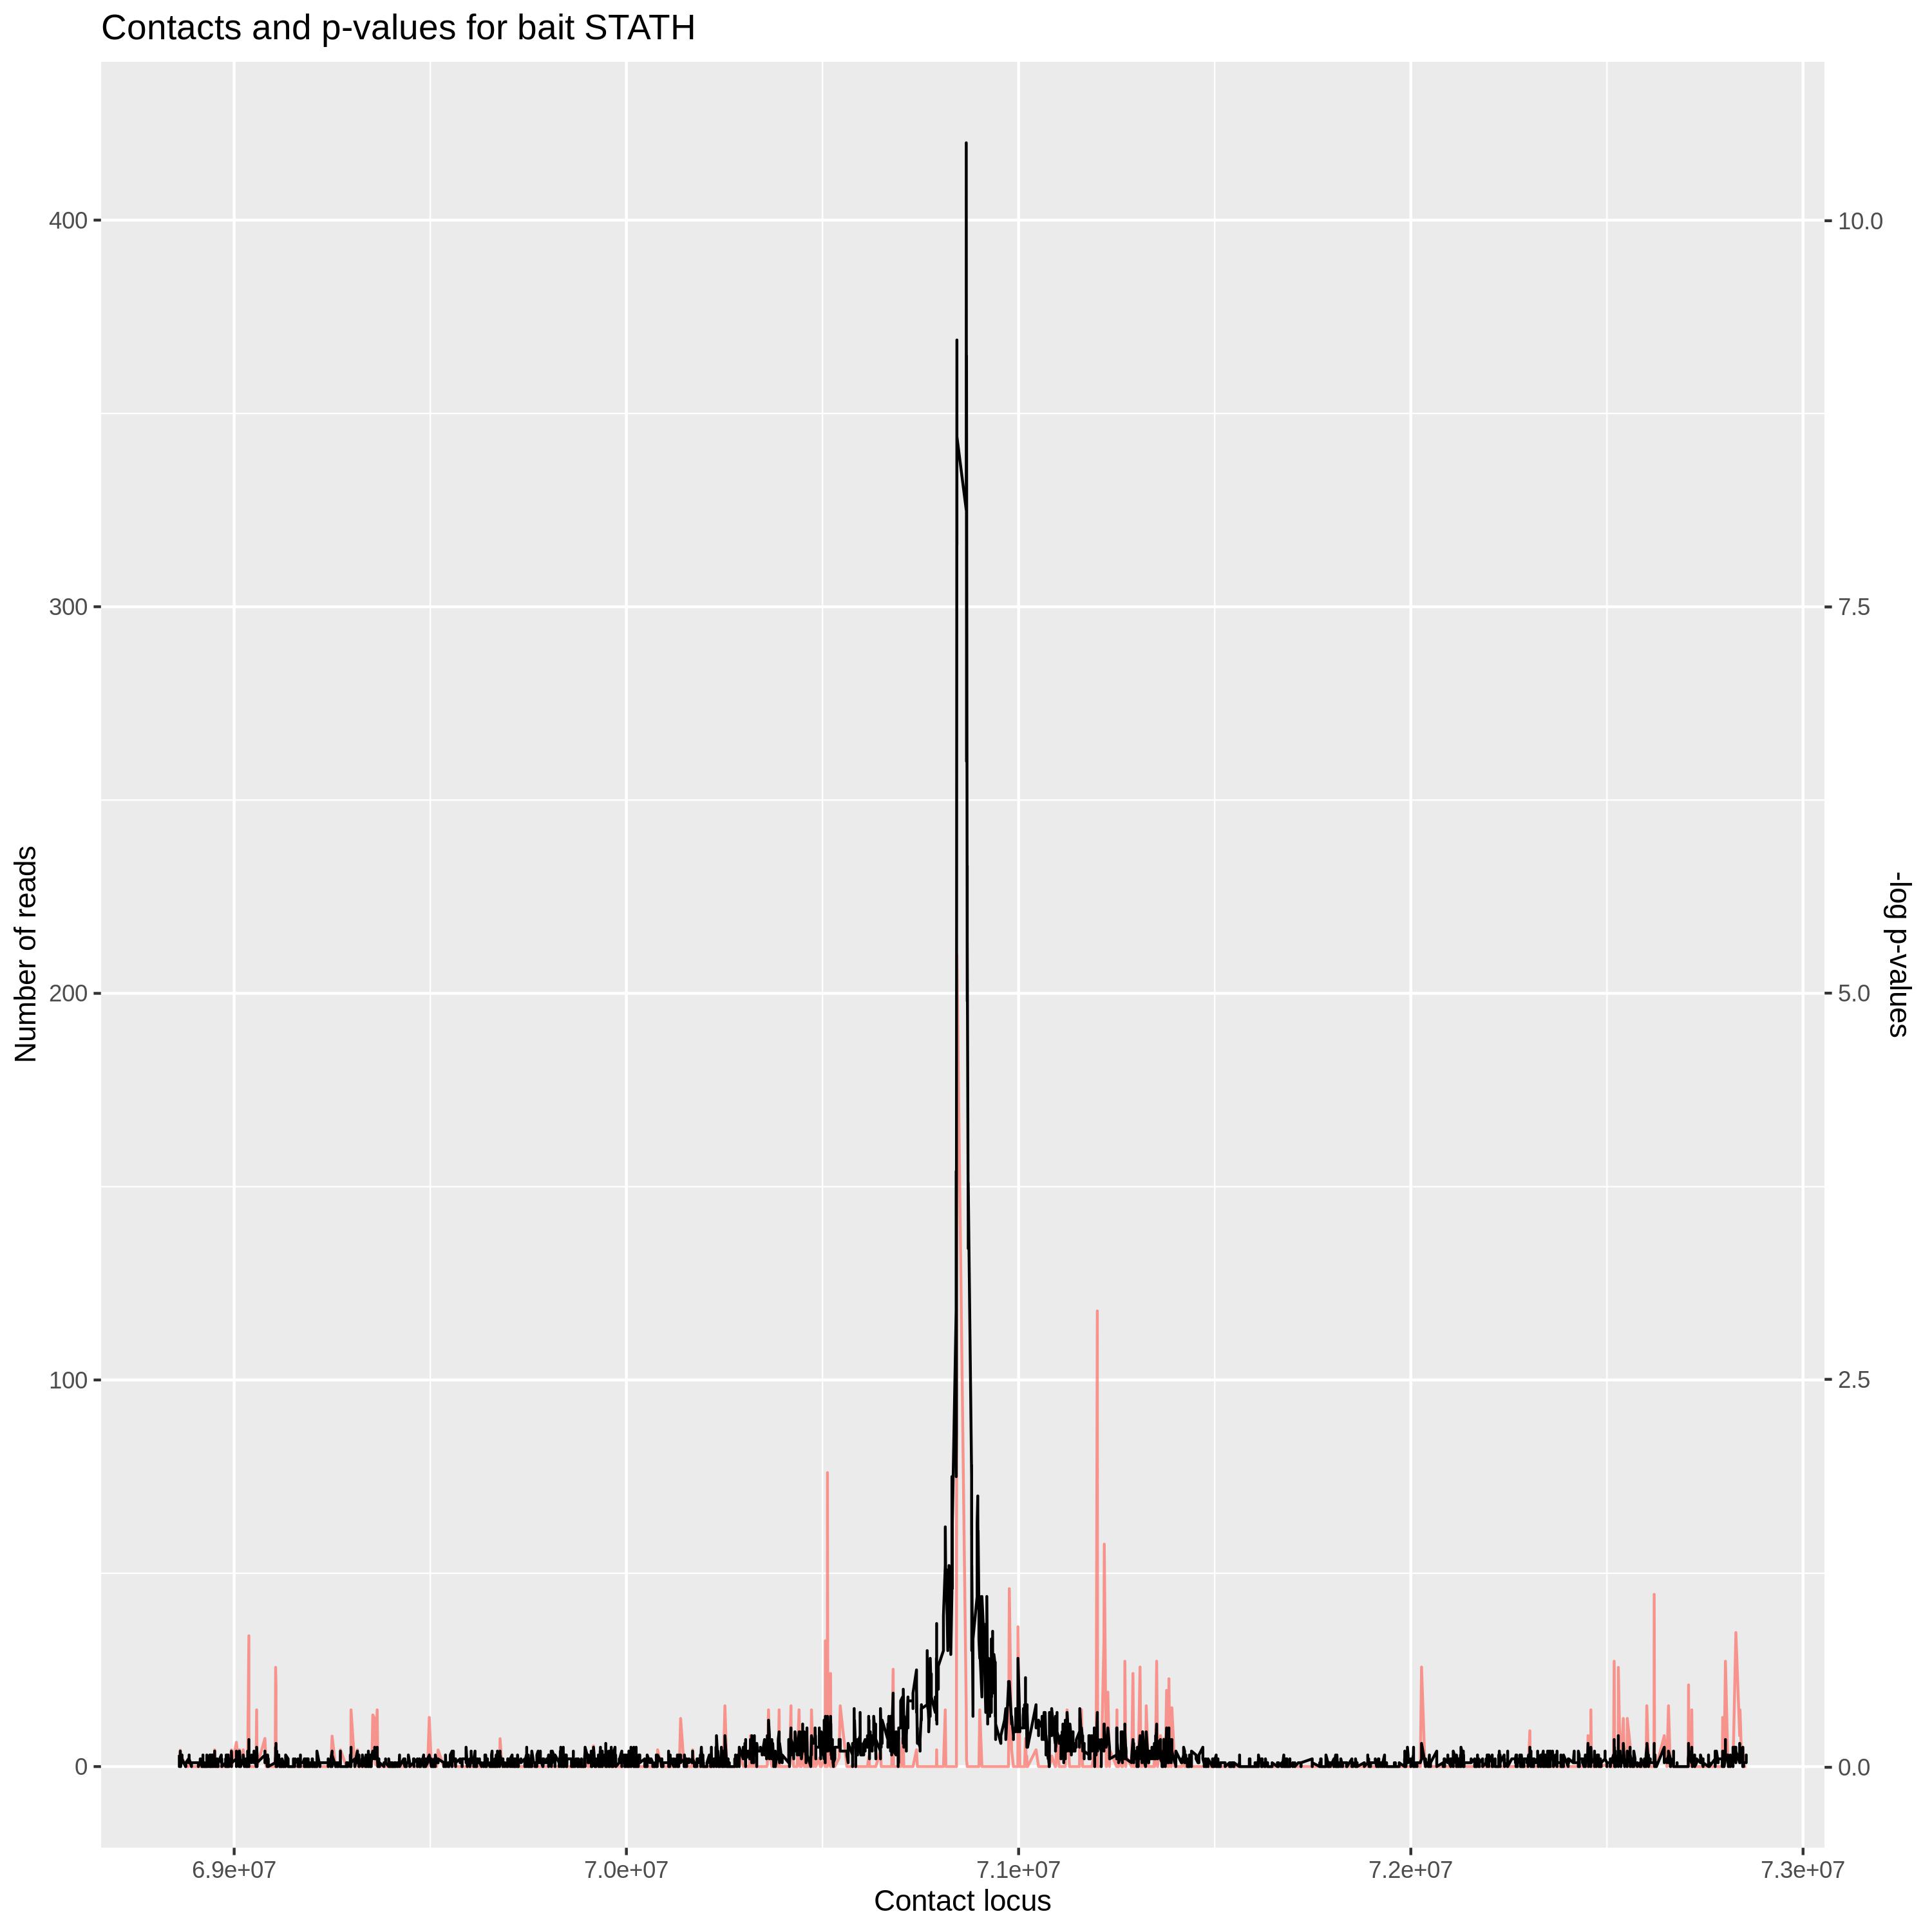 Contacts and p-values for bait STATH
400
300
200
100
0
Number of reads
10.0
7.5
5.0
2.5
0.0
-log p-values
6.9e+07
7.0e+07
7.1e+07
7.2e+07
7.3e+07
Contact locus